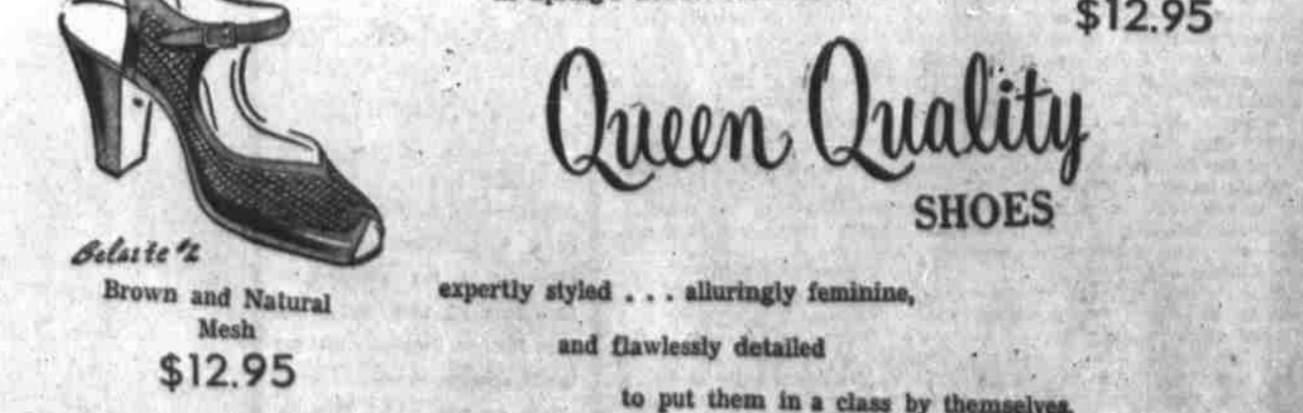 $12.95
Queen Quality
SHOES
Brown and Natural
Mesh
$12.95
expertly styled . . . alluringly feminine,
and flawlessly detailed
to put them in a class by themselves.